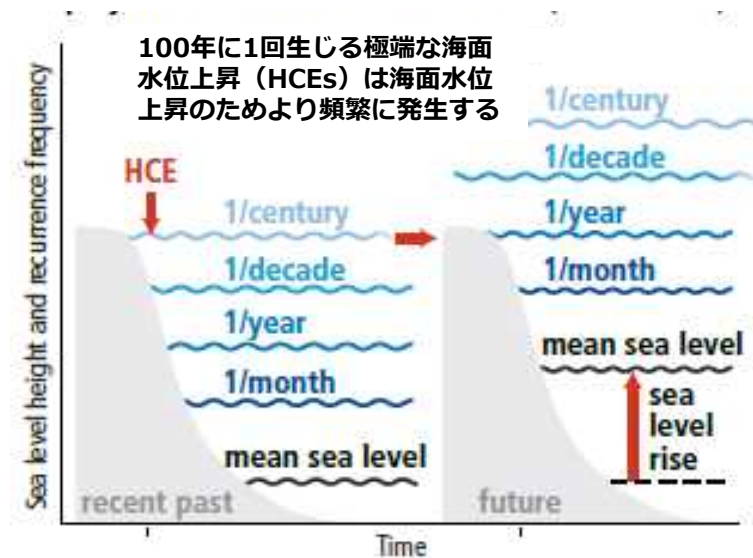 100年に1回生じる極端な海面
水位上昇（HCEs）は海面水位
上昇のためより頻繁に発生する
Sea level height and recurrence frequency
HCE
1/century
1/decade
1/year
1/month
mean sea level
recent past
1/century
1/decade
1/year
1/month
mean sea level
sea
level
rise
future
Time